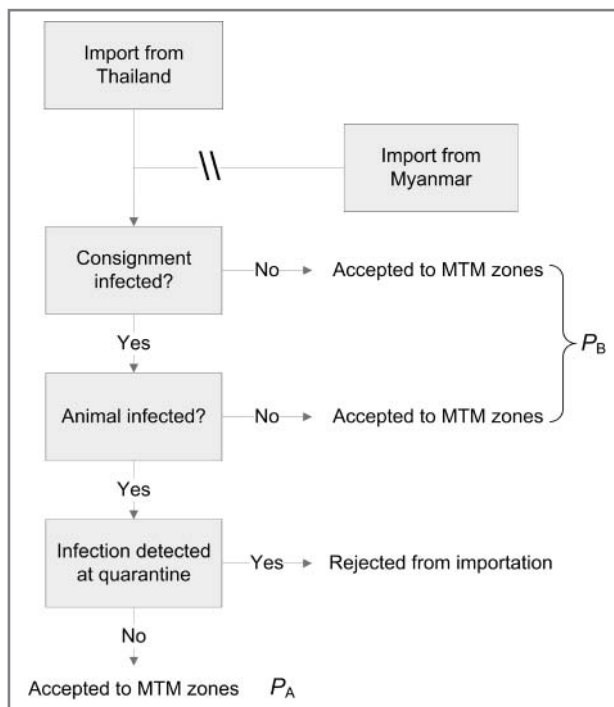 Import from
Thailand
Import from
Myanmar
Consignment
infected?
No
Accepted to MTM zones
P_B
Yes
Animal infected?
No
Accepted to MTM zones
Yes
Infection detected
at quarantine
Yes
Rejected from importation
No
Accepted to MTM zones P_A